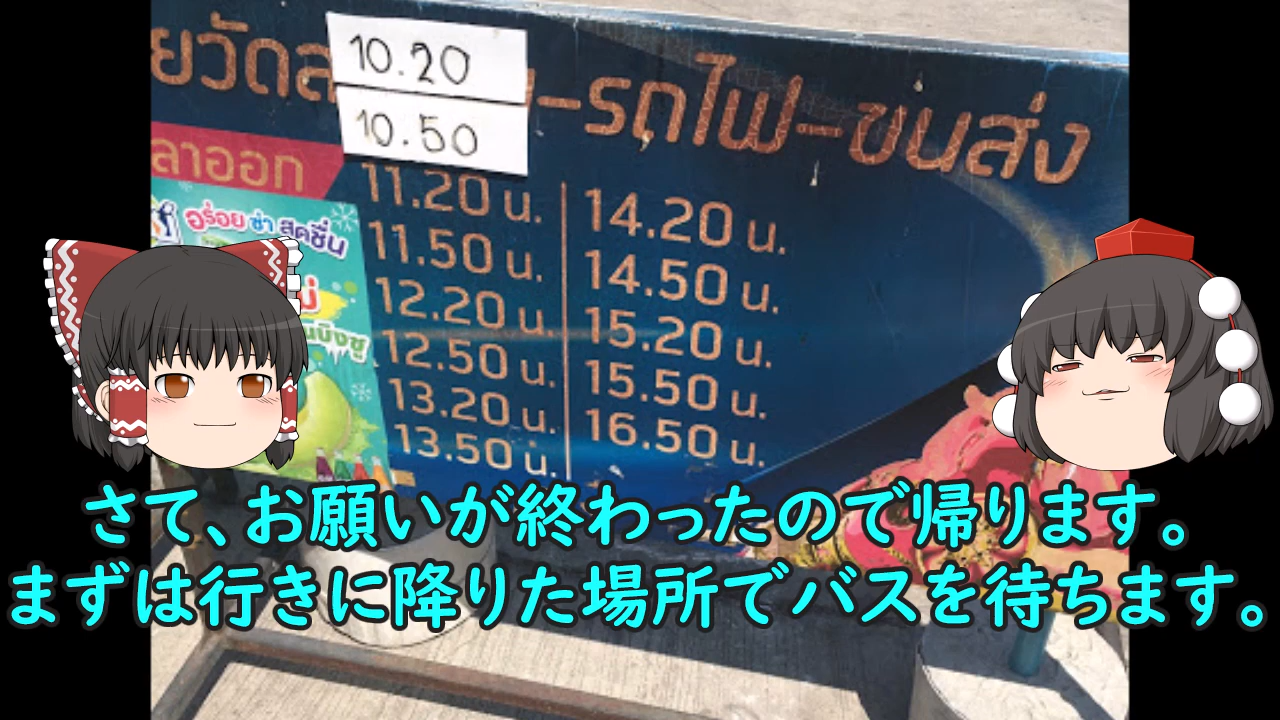 ยวัดส
-รถไฟ-ขนส่ง
10.20
10.50
ลาออก
11.20 น.
11.50 น.
12.20 น.
12.50 น.
13.20 น.
13.50 น.
14.20 น.
14.50 น.
15.20 น.
15.50 น.
16.50 น.
อร่อย ซ่า สดชื่น
บิงซู
さて、お願いが終わったので帰ります。
まずは行きに降りた場所でバスを待ちます。